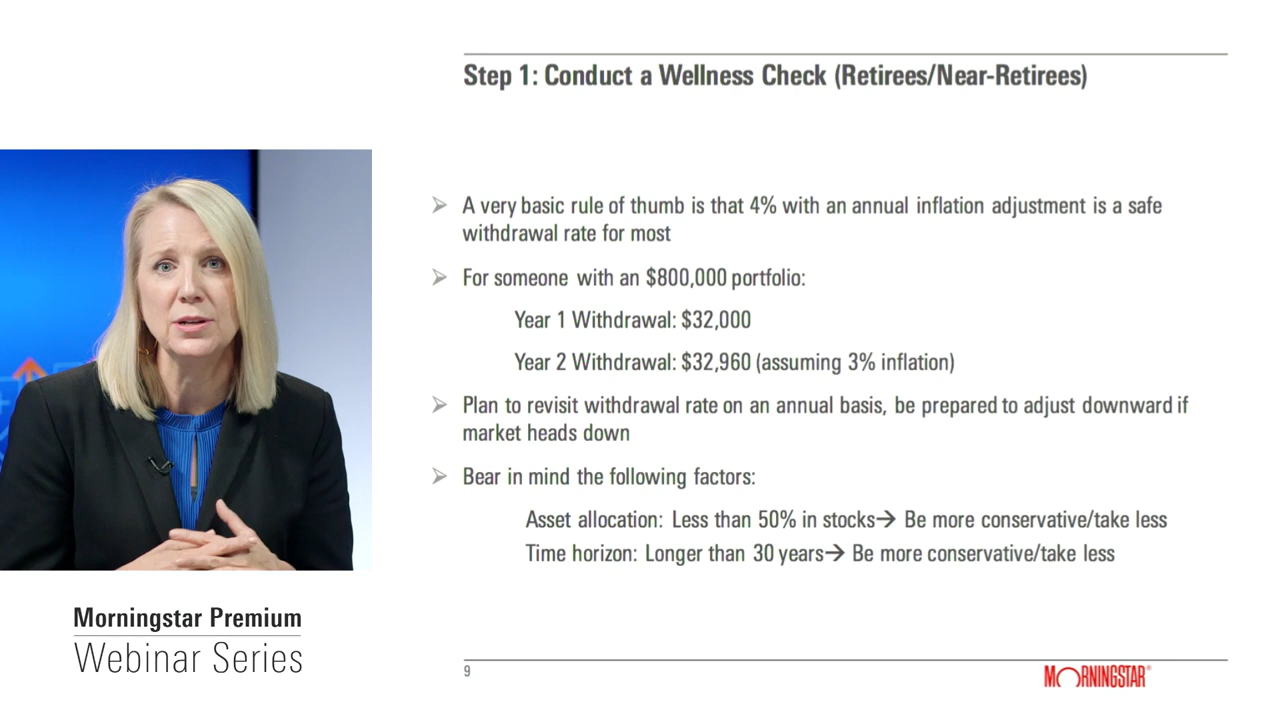 Step 1: Conduct a Wellness Check (Retirees/Near-Retirees)
➢ A very basic rule of thumb is that 4% with an annual inflation adjustment is a safe
withdrawal rate for most
➢ For someone with an $800,000 portfolio:
Year 1 Withdrawal: $32,000
Year 2 Withdrawal: $32,960 (assuming 3% inflation)
➢ Plan to revisit withdrawal rate on an annual basis, be prepared to adjust downward if
market heads down
➢ Bear in mind the following factors:
Asset allocation: Less than 50% in stocks→ Be more conservative/take less
Time horizon: Longer than 30 years→ Be more conservative/take less
Morningstar Premium
Webinar Series
9
MORNINGSTAR®